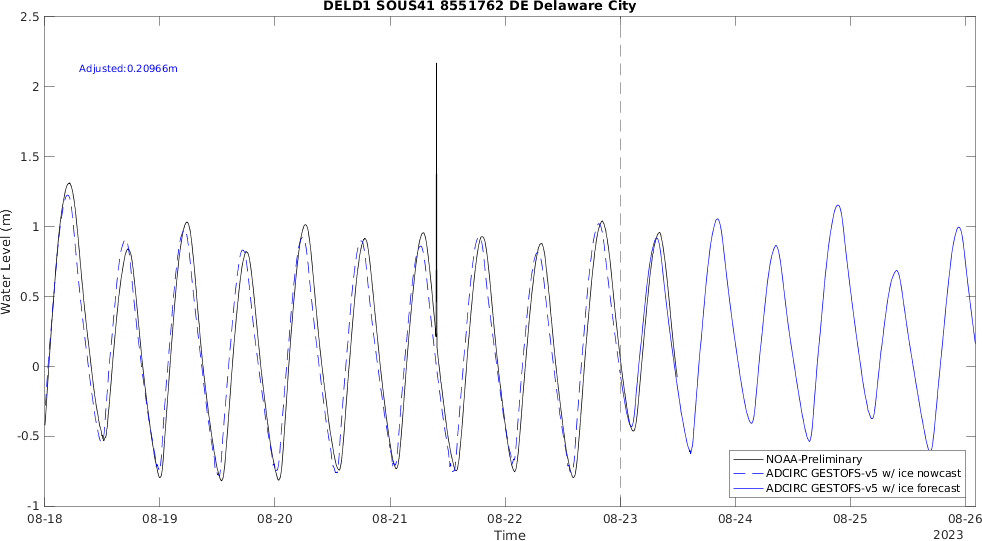 DELD1 SOUS41 8551762 DE Delaware City
Adjusted:0.20966m
2.5
2
1.5
1
0.5
0
-0.5
-1
Water Level (m)
08-18
08-19
08-20
08-21
08-22
08-23
08-24
08-25
08-26
Time
2023
NOAA-Preliminary
ADCIRC GESTOFS-v5 w/ ice nowcast
ADCIRC GESTOFS-v5 w/ ice forecast